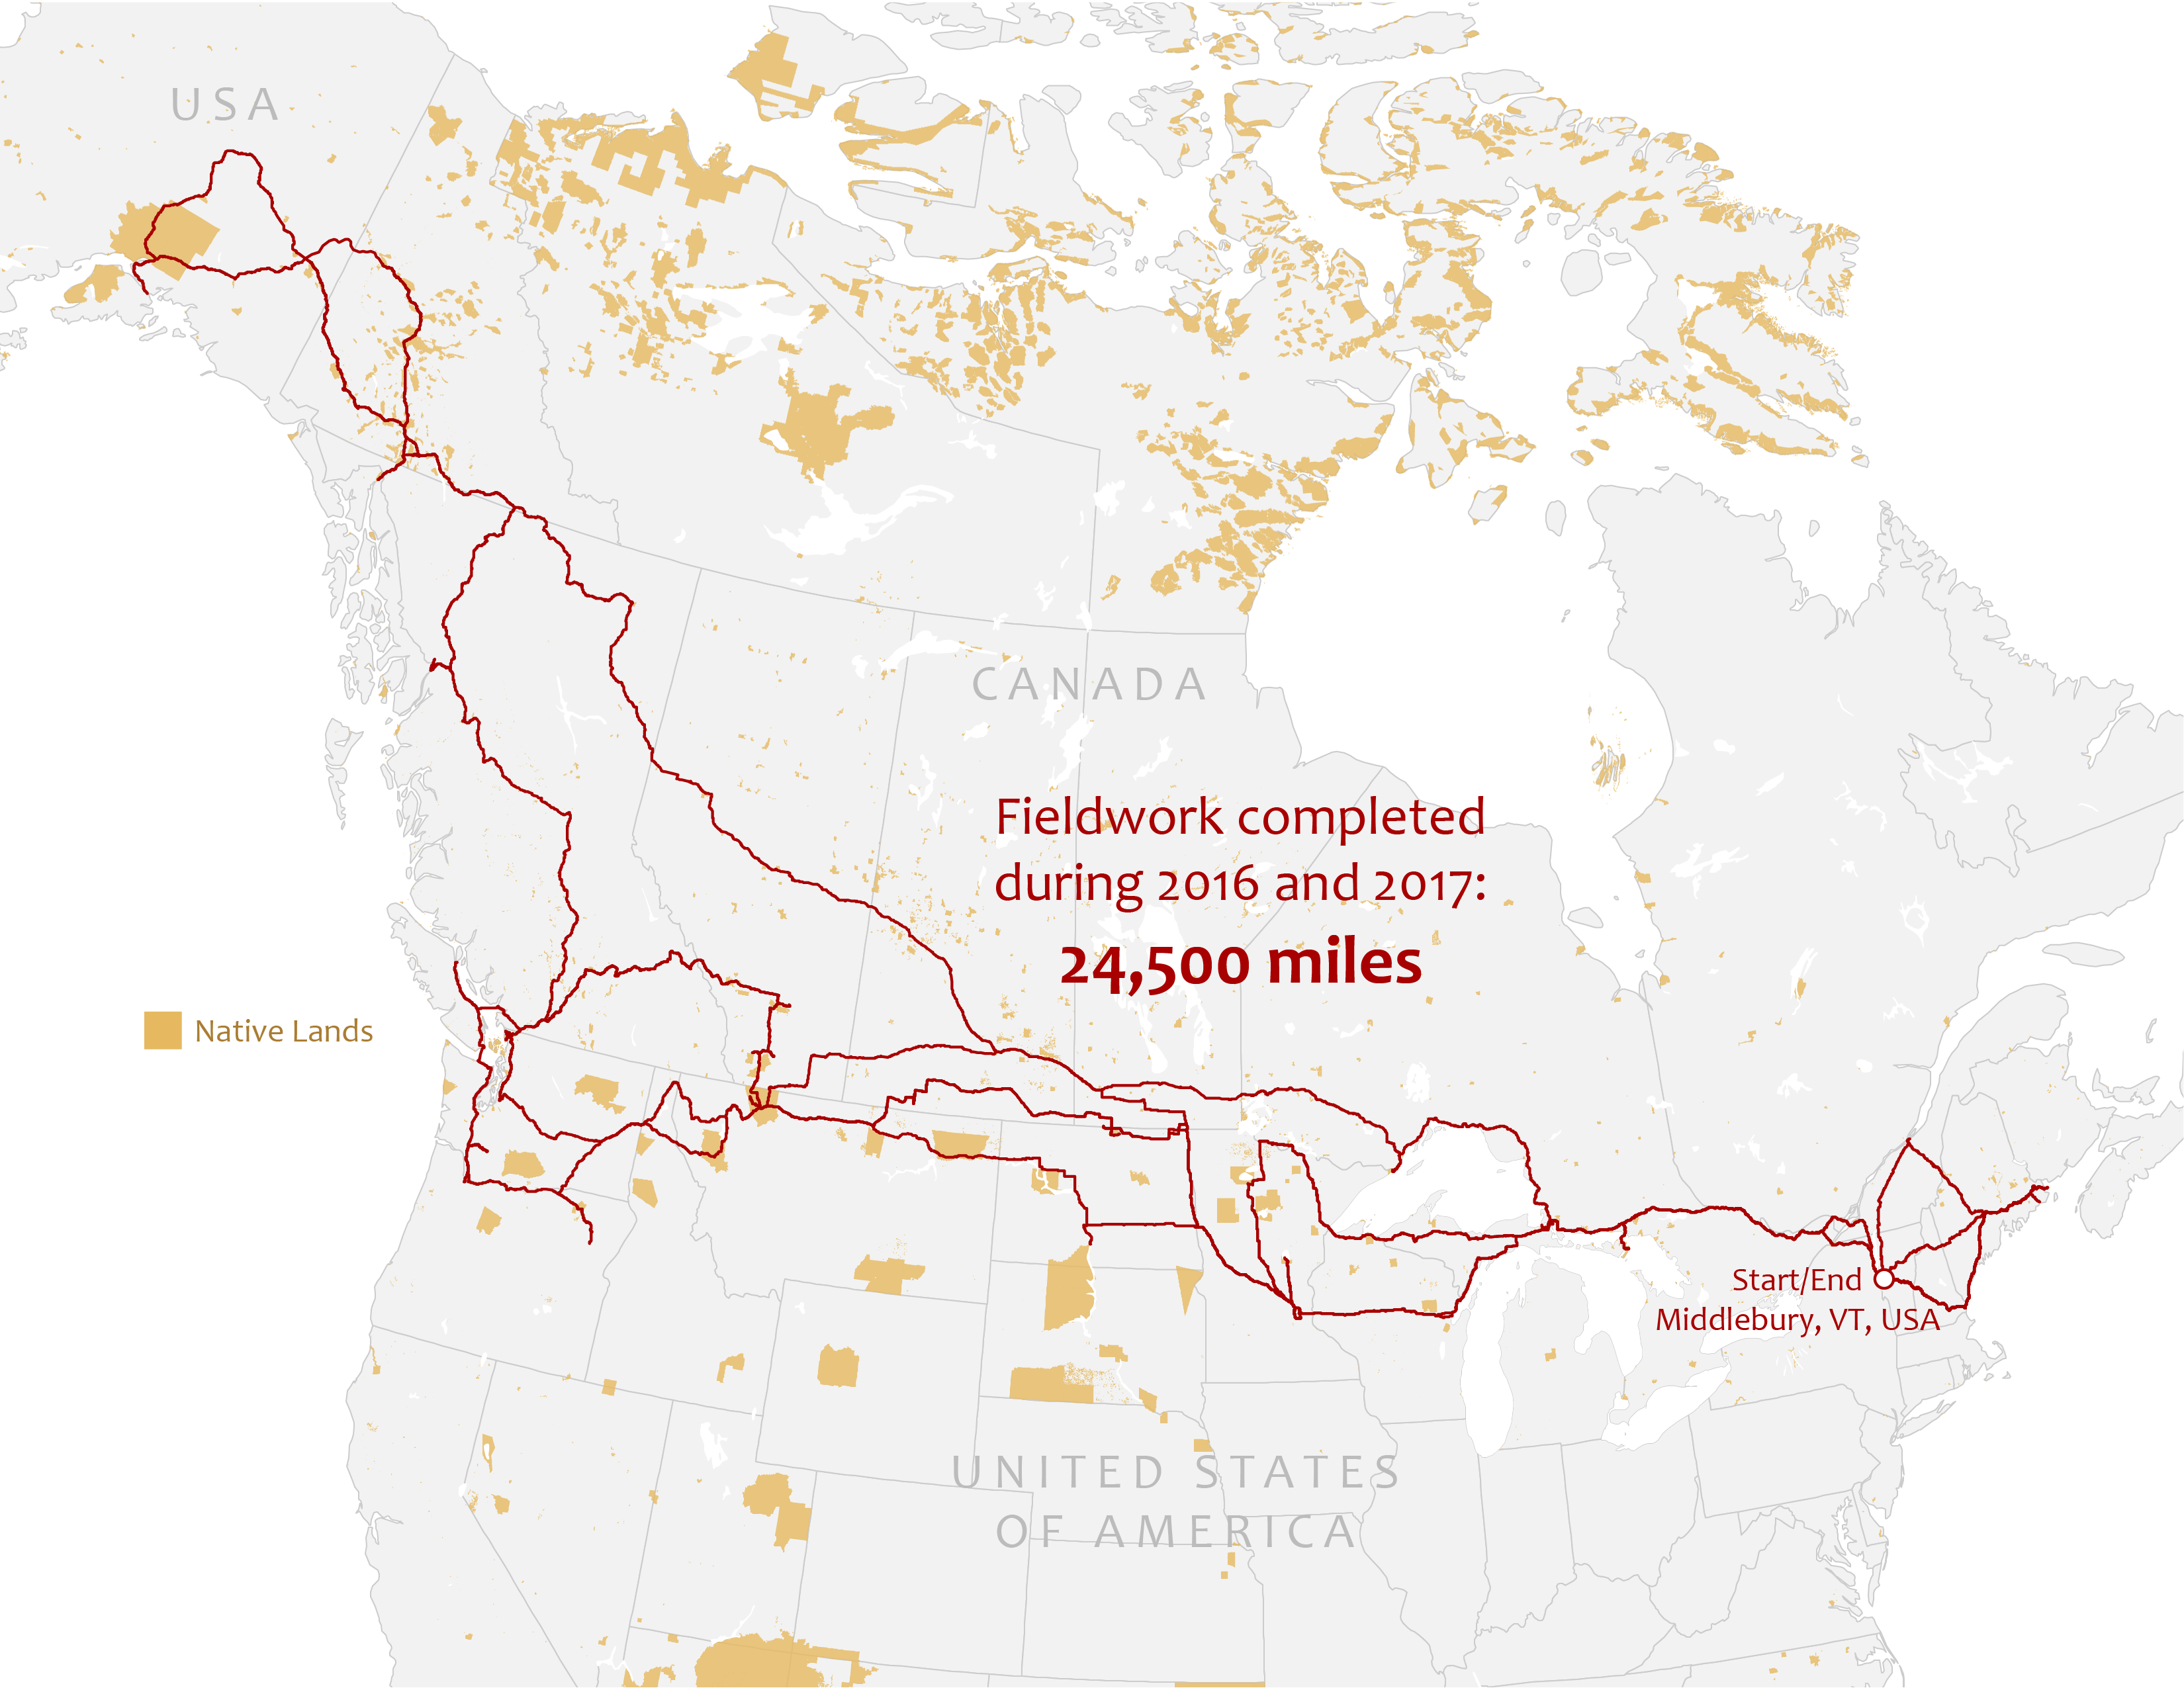 USA
CANADA
Fieldwork completed
during 2016 and 2017:
24,500 miles
Native Lands
Start/End
Middlebury, VT, USA
UNITED STATES
OF AMERICA